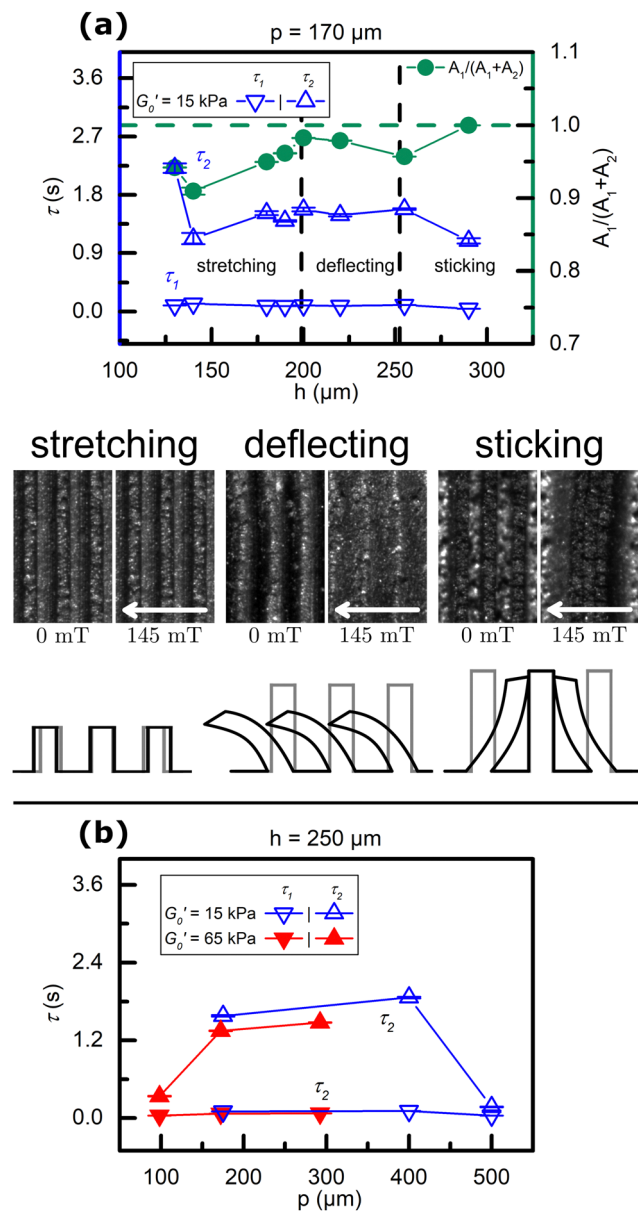 (a)
p = 170 µm
τ₁ τ₂
G₀' = 15 kPa |
A₁/(A₁+A₂)
3.6
2.7
1.8
0.9
0.0
τ (s)
1.1
1.0
0.9
0.8
0.7
A₁/(A₁+A₂)
τ₂
τ₁
stretching deflecting sticking
100 150 200 250 300
h (µm)
stretching deflecting sticking
0 mT 145 mT 0 mT 145 mT 0 mT 145 mT
(b)
h = 250 µm
τ₁ τ₂
G₀' = 15 kPa |
G₀' = 65 kPa |
3.6
2.4
1.2
0.0
τ (s)
τ₂
τ₂
100 200 300 400 500
p (µm)